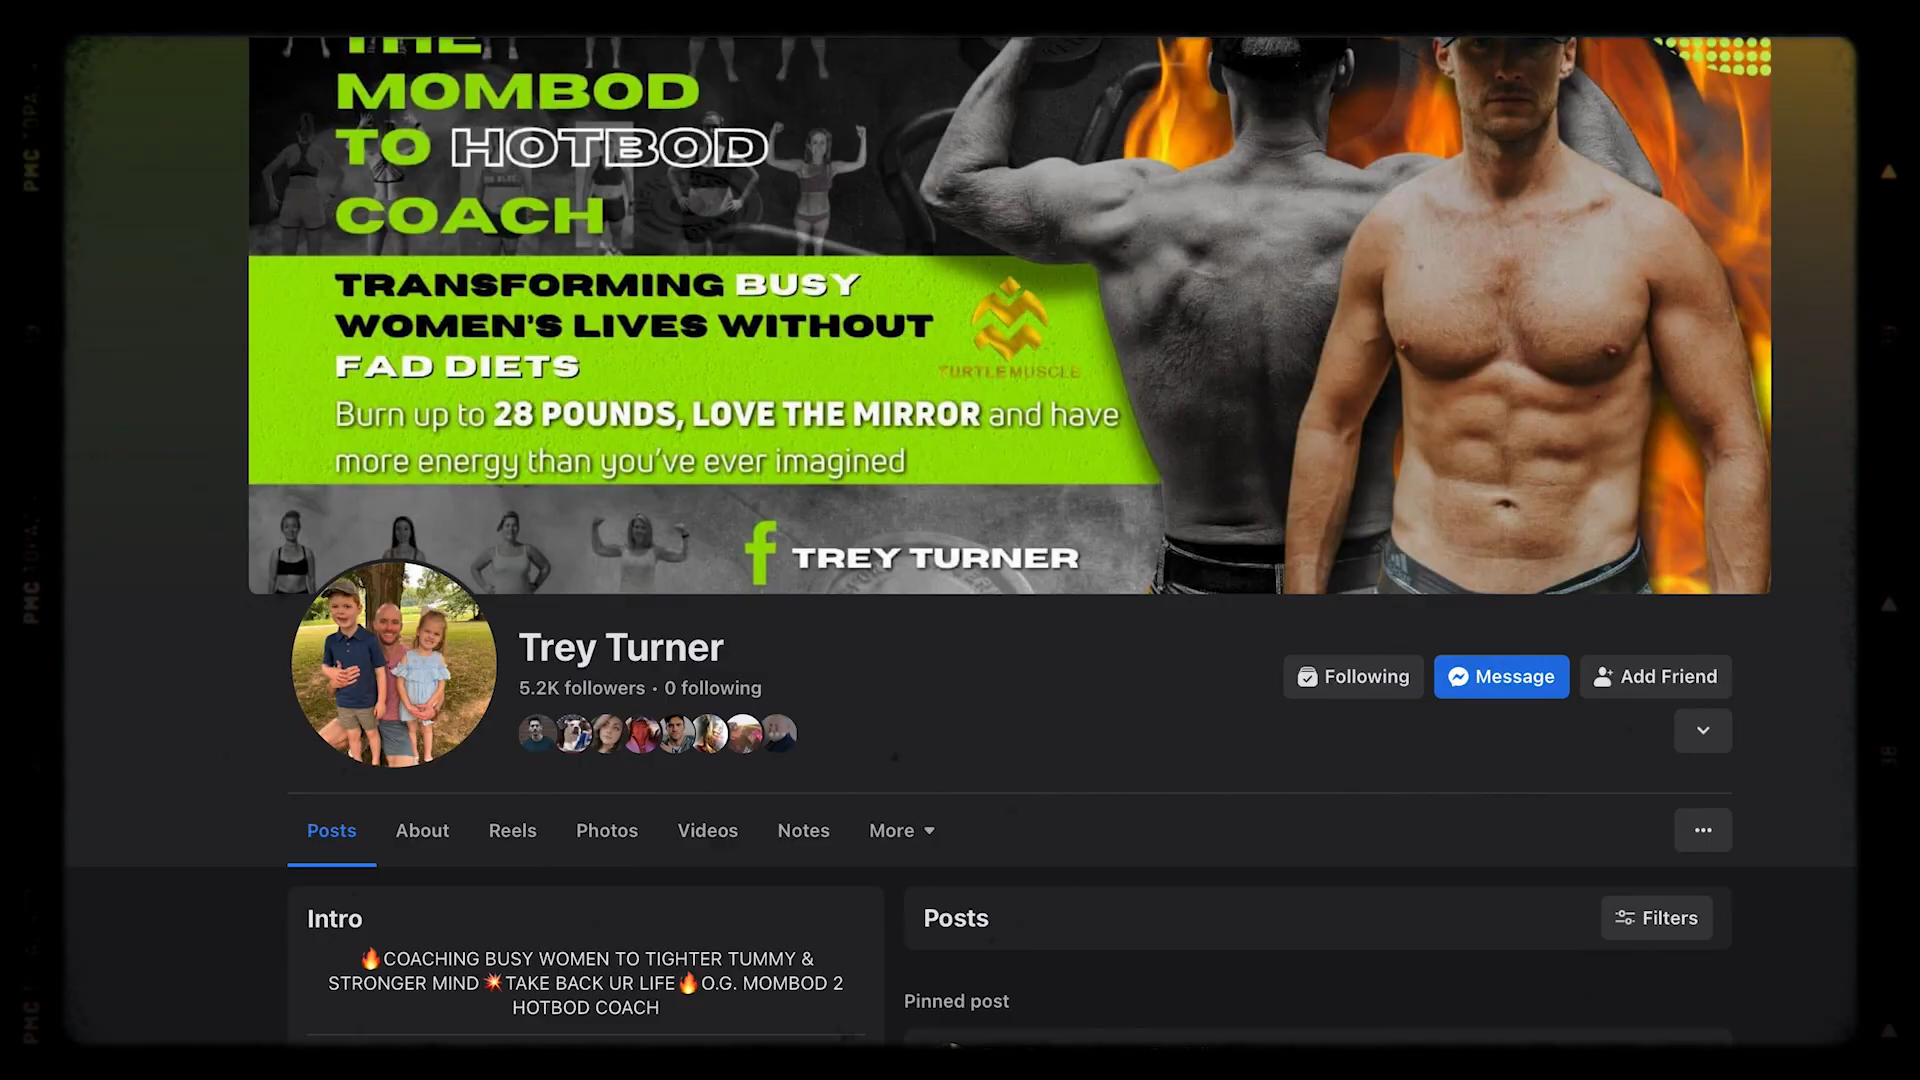 THE
MOMBOD
TO HOTBOD
COACH
TRANSFORMING BUSY
WOMEN'S LIVES WITHOUT
FAD DIETS
TURTLEMUSCLE
Burn up to 28 POUNDS, LOVE THE MIRROR and have
more energy than you've ever imagined
f TREY TURNER
Trey Turner
5.2K followers · 0 following
Following
Message
Add Friend
Posts
About
Reels
Photos
Videos
Notes
More
Intro
🔥COACHING BUSY WOMEN TO TIGHTER TUMMY &
STRONGER MIND💥TAKE BACK UR LIFE🔥O.G. MOMBOD 2
HOTBOD COACH
Posts
Filters
Pinned post